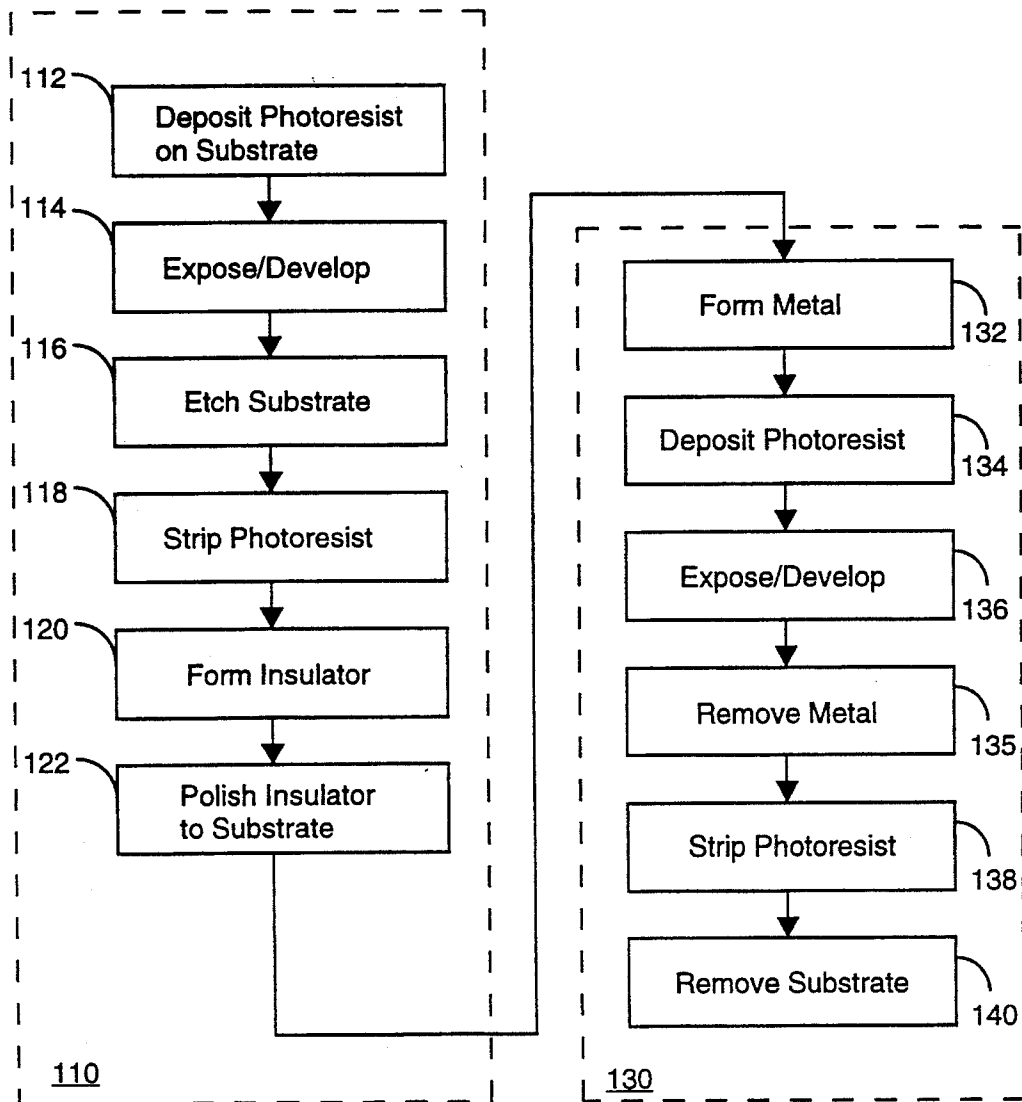 112
Deposit Photoresist
on Substrate
114
Expose/Develop
116
Etch Substrate
118
Strip Photoresist
120
Form Insulator
122
Polish Insulator
to Substrate
110
Form Metal
132
Deposit Photoresist
134
Expose/Develop
136
Remove Metal
135
Strip Photoresist
138
Remove Substrate
140
130